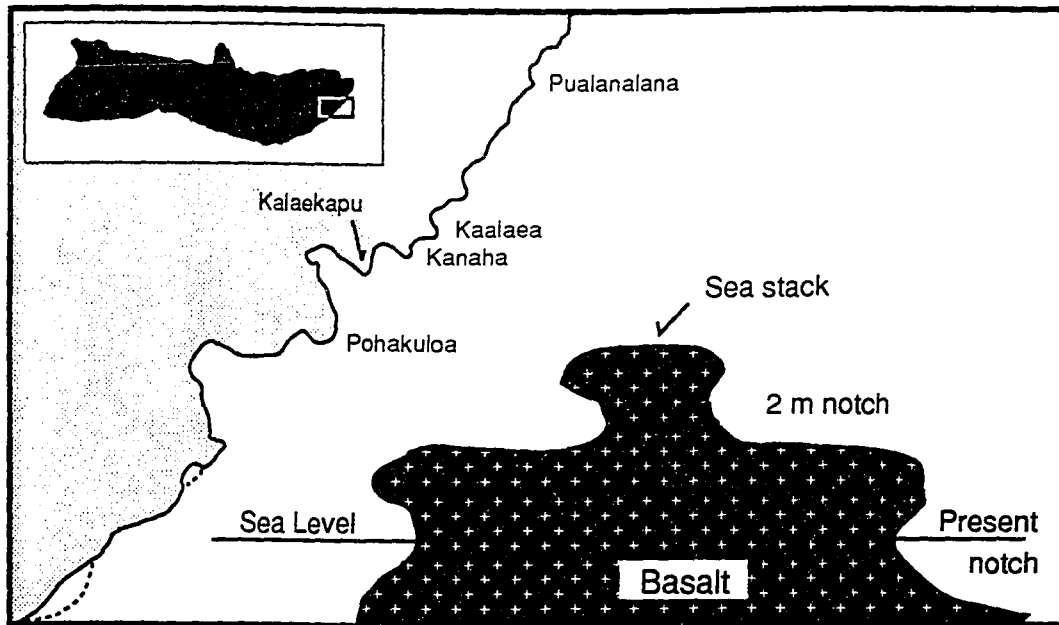 Pualanalana
Kalaekapu
Kaalaea
Kanaha
Pohakuloa
Sea stack
2 m notch
Sea Level
Present
notch
Basalt